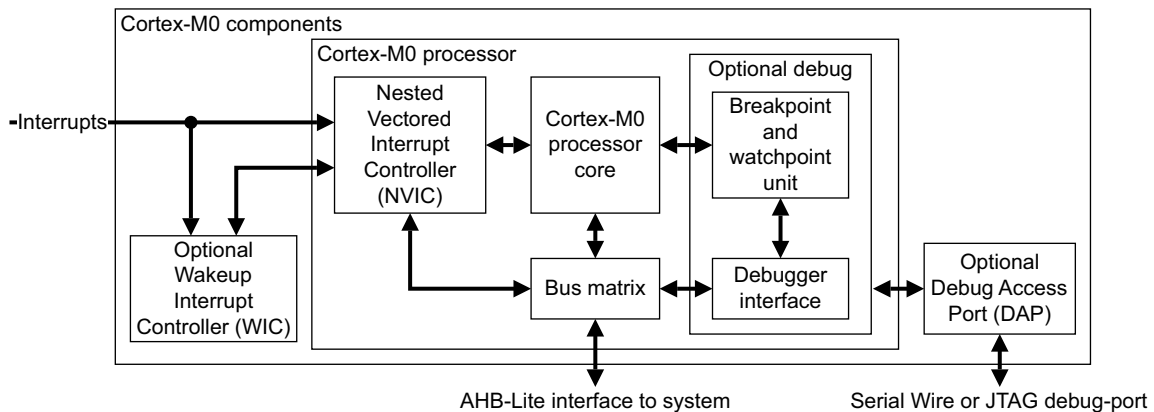 Cortex-M0 components
Cortex-M0 processor
Optional debug
Interrupts
Nested
Vectored
Interrupt
Controller
(NVIC)
Cortex-M0
processor
core
Breakpoint
and
watchpoint
unit
Optional
Wakeup
Interrupt
Controller (WIC)
Bus matrix
Debugger
interface
Optional
Debug Access
Port (DAP)
AHB-Lite interface to system
Serial Wire or JTAG debug-port